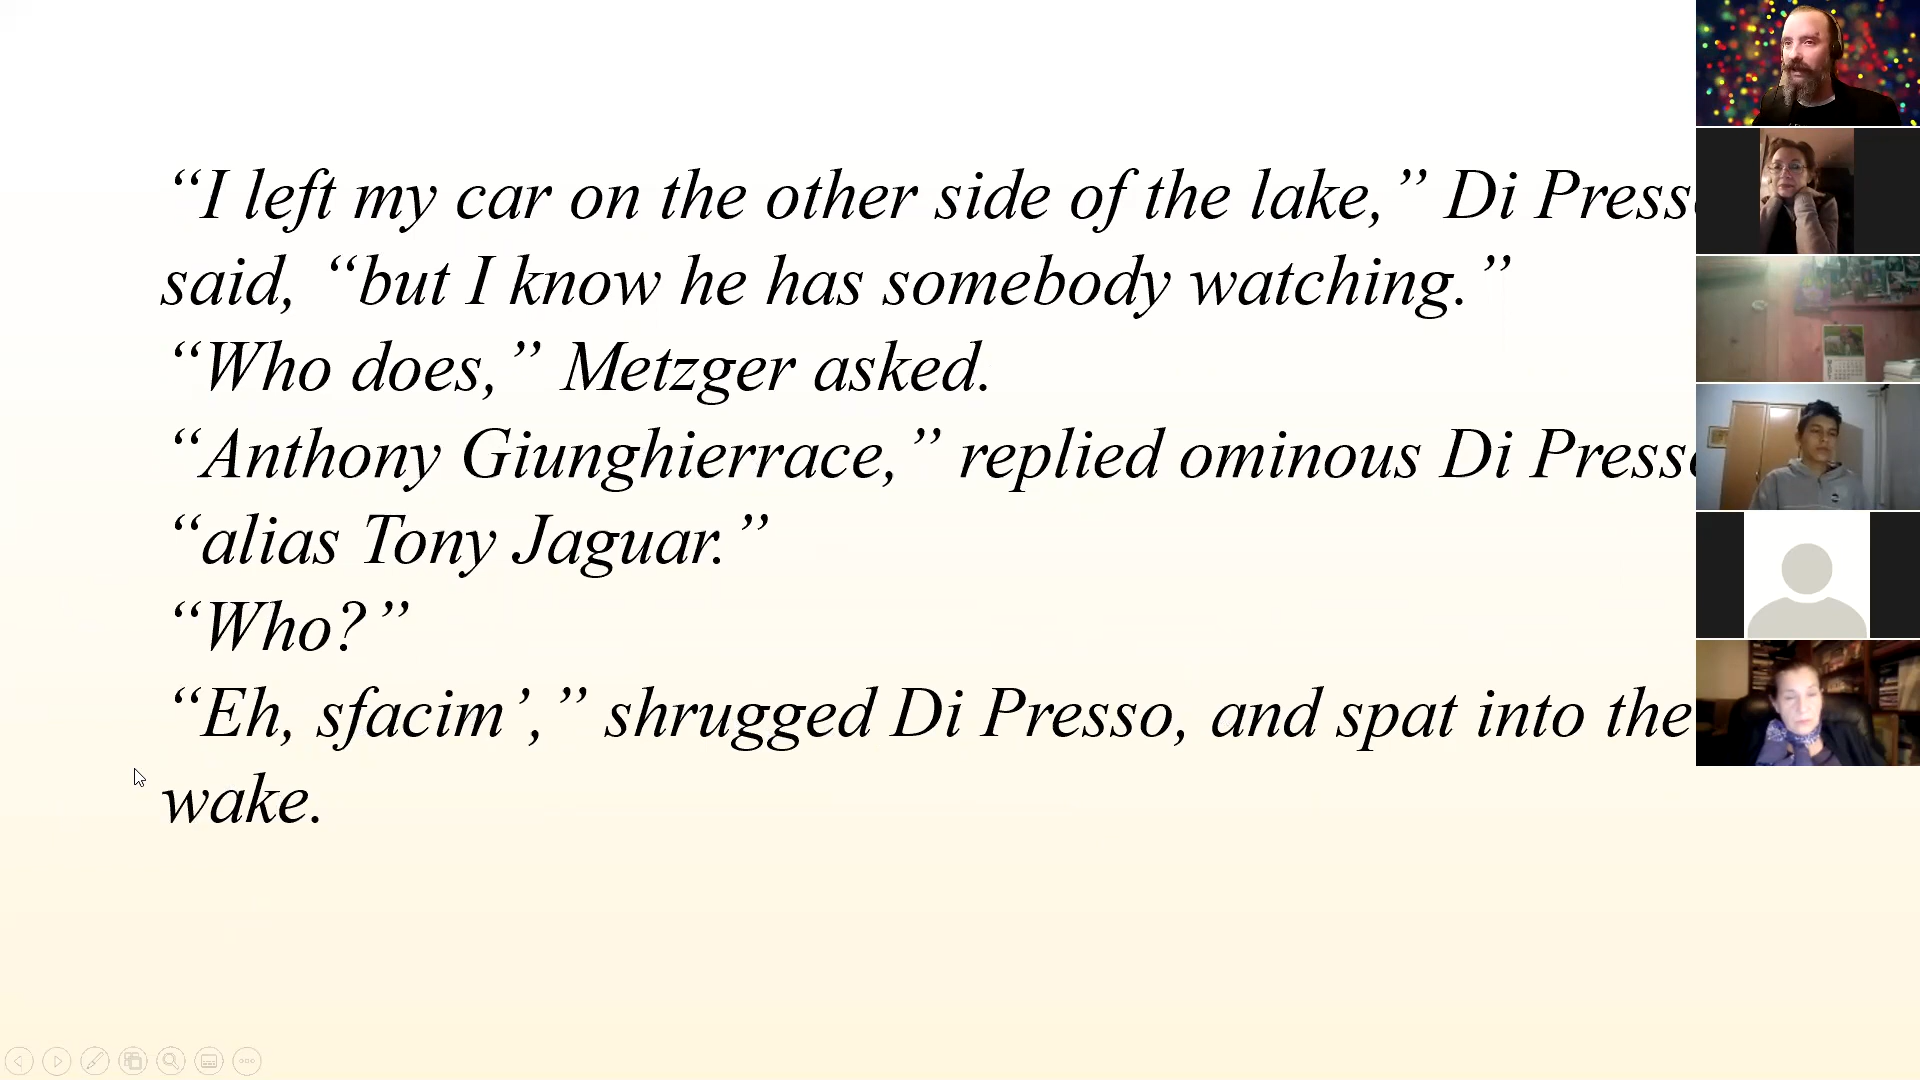 “I left my car on the other side of the lake,” Di Press
said, “but I know he has somebody watching.”
“Who does,” Metzger asked.
“Anthony Giunghierrace,” replied ominous Di Press
“alias Tony Jaguar.”
“Who?”
“Eh, sfacim’,” shrugged Di Presso, and spat into the
wake.